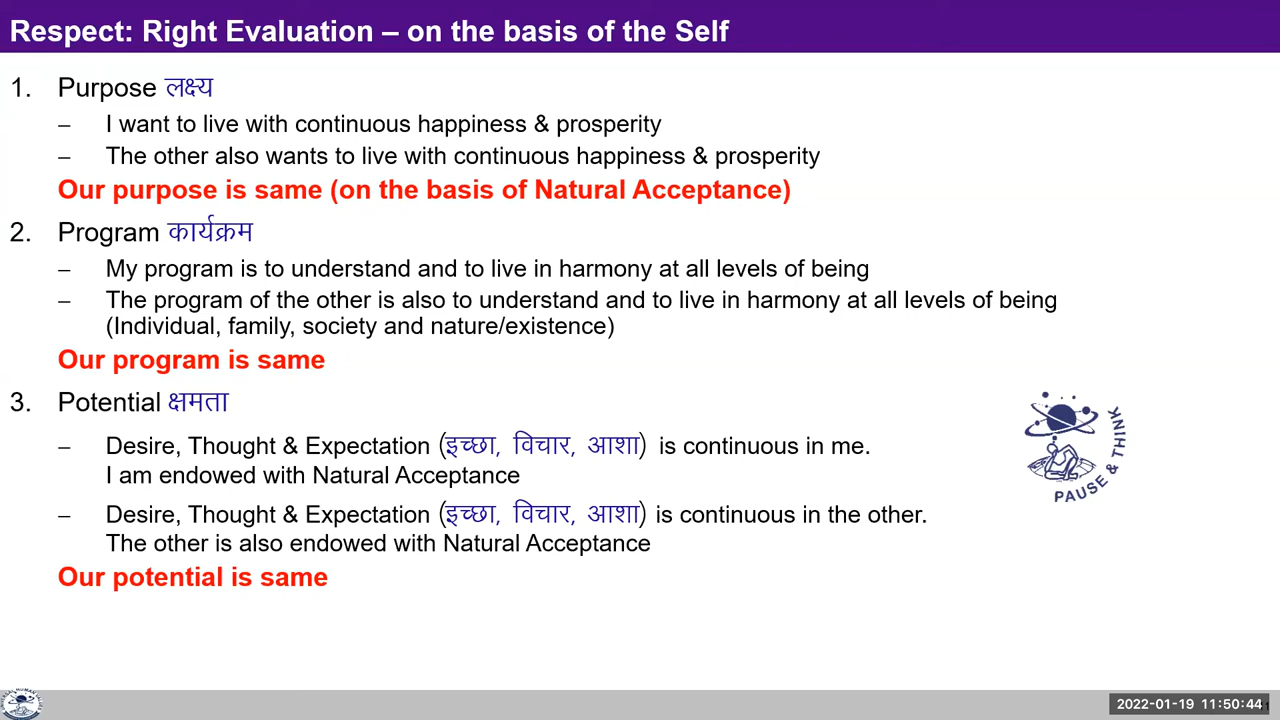 Respect: Right Evaluation – on the basis of the Self
1. Purpose लक्ष्य
– I want to live with continuous happiness & prosperity
– The other also wants to live with continuous happiness & prosperity
Our purpose is same (on the basis of Natural Acceptance)
2. Program कार्यक्रम
– My program is to understand and to live in harmony at all levels of being
– The program of the other is also to understand and to live in harmony at all levels of being
(Individual, family, society and nature/existence)
Our program is same
3. Potential क्षमता
– Desire, Thought & Expectation (इच्छा, विचार, आशा) is continuous in me.
I am endowed with Natural Acceptance
– Desire, Thought & Expectation (इच्छा, विचार, आशा) is continuous in the other.
The other is also endowed with Natural Acceptance
Our potential is same
PAUSE & THINK
2022-01-19 11:50:44